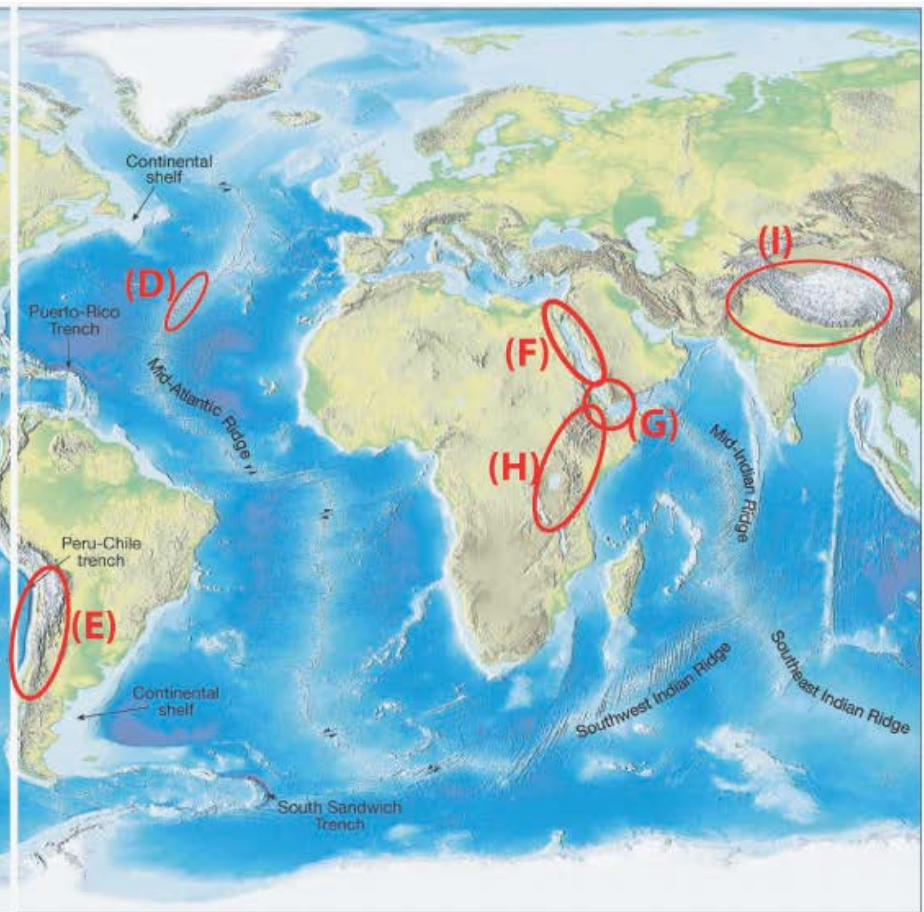 Continental
shelf
(I)
(D)
Puerto-Rico
Trench
(F)
Mid-Atlantic Ridge
(G)
Mid-Indian Ridge
(H)
Peru-Chile
trench
(E)
Southwest Indian Ridge
Southeast Indian Ridge
Continental
shelf
South Sandwich
Trench